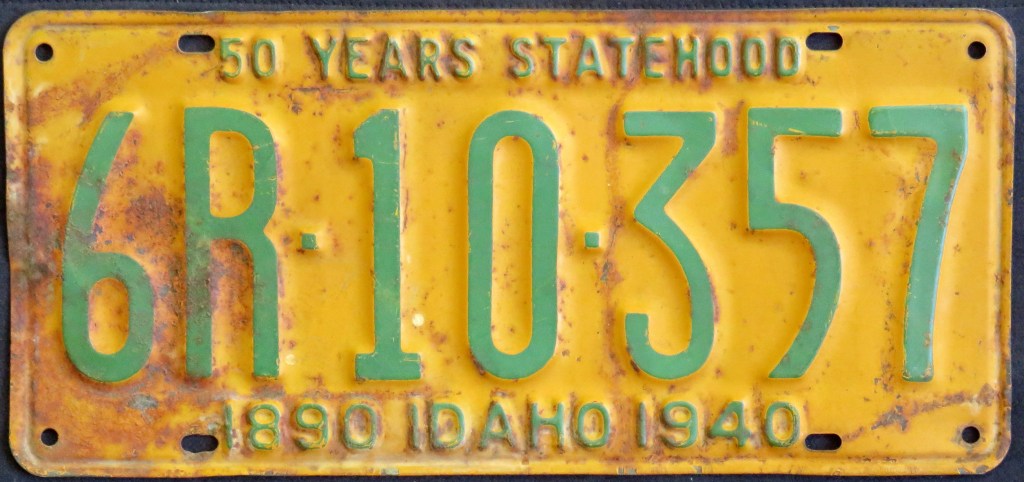 50 YEARS STATEHOOD
6R·10·357
1890 IDAHO 1940